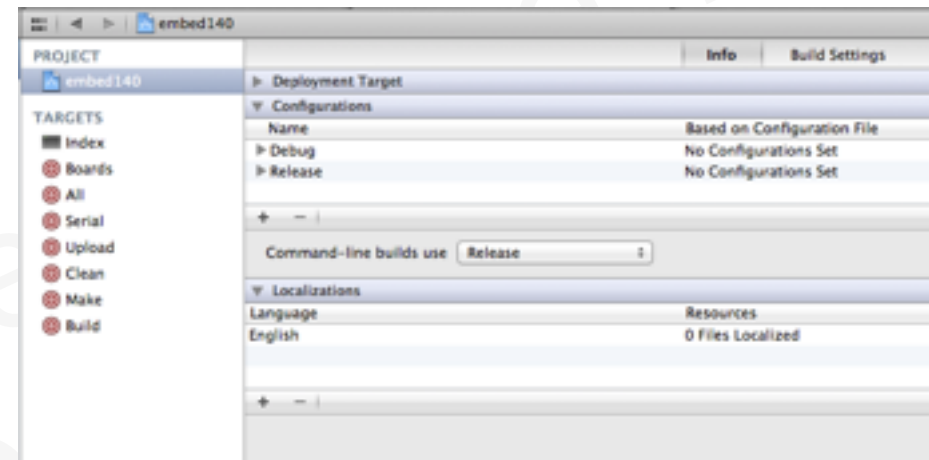 embed140
PROJECT
embed140
TARGETS
Index
Boards
All
Serial
Upload
Clean
Make
Build
Info Build Settings
Deployment Target
Configurations
Name Based on Configuration File
Debug No Configurations Set
Release No Configurations Set
Command-line builds use Release
Localizations
Language Resources
English 0 Files Localized